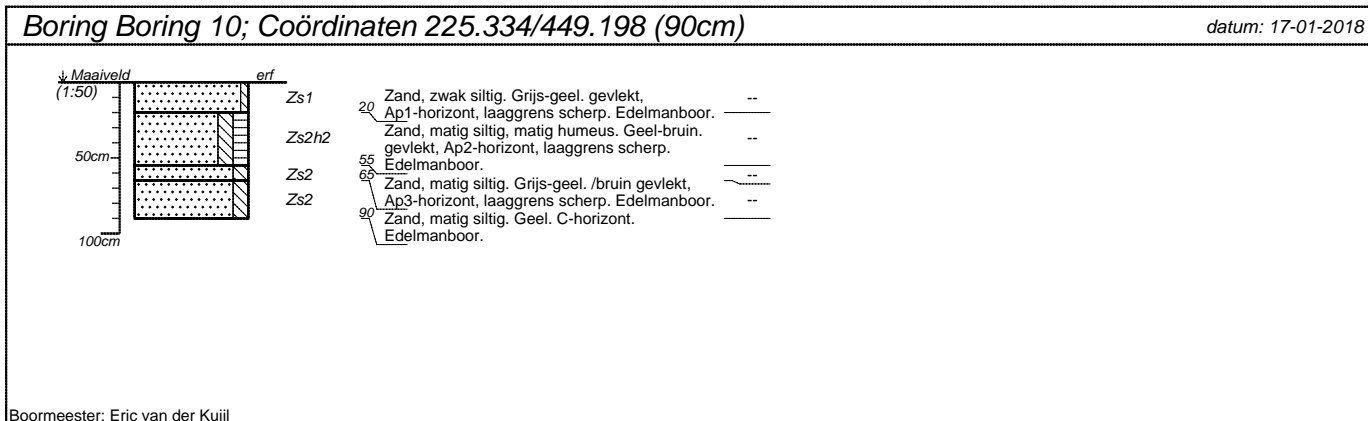 Boring Boring 10; Coördinaten 225.334/449.198 (90cm)
datum: 17-01-2018
Maaiveld
erf
(1:50)
Zs1
20
Zand, zwak siltig. Grijs-geel. gevlekt,
Ap1-horizont, laaggrens scherp. Edelmanboor.
--
Zs2h2
Zand, matig siltig, matig humeus. Geel-bruin.
gevlekt, Ap2-horizont, laaggrens scherp.
Edelmanboor.
--
50cm
55
Zs2
65
Zand, matig siltig. Grijs-geel. /bruin gevlekt,
Ap3-horizont, laaggrens scherp. Edelmanboor.
--
Zs2
90
Zand, matig siltig. Geel. C-horizont.
Edelmanboor.
--
100cm
Boormeester: Eric van der Kuijl